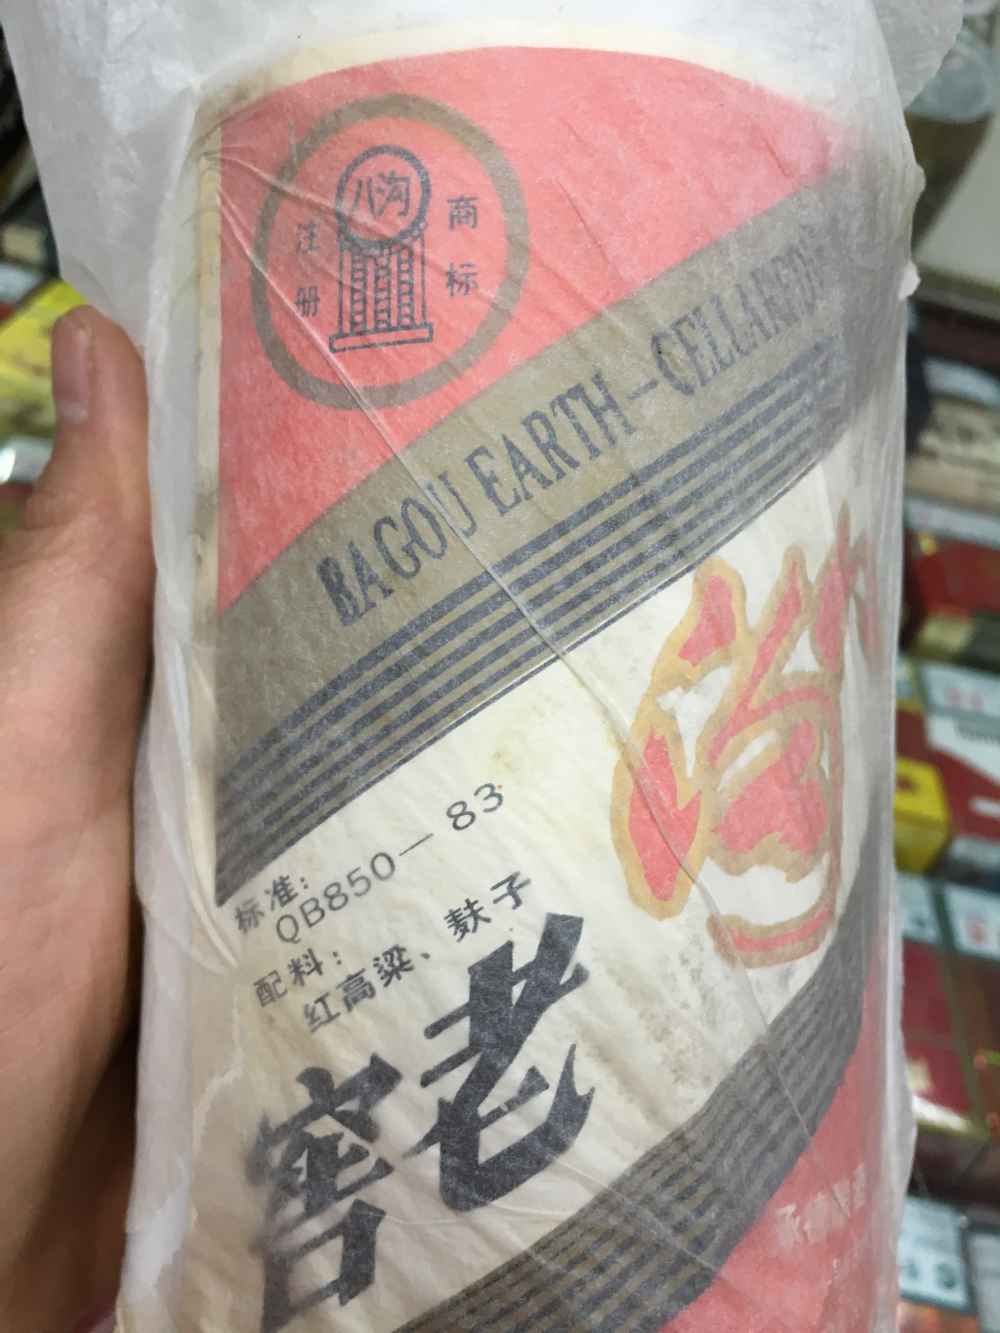 八沟
注册
商标
BAGOU EARTH-CELLAR
标准:
QB850—83
配料:
红高粱、麸子
老窖